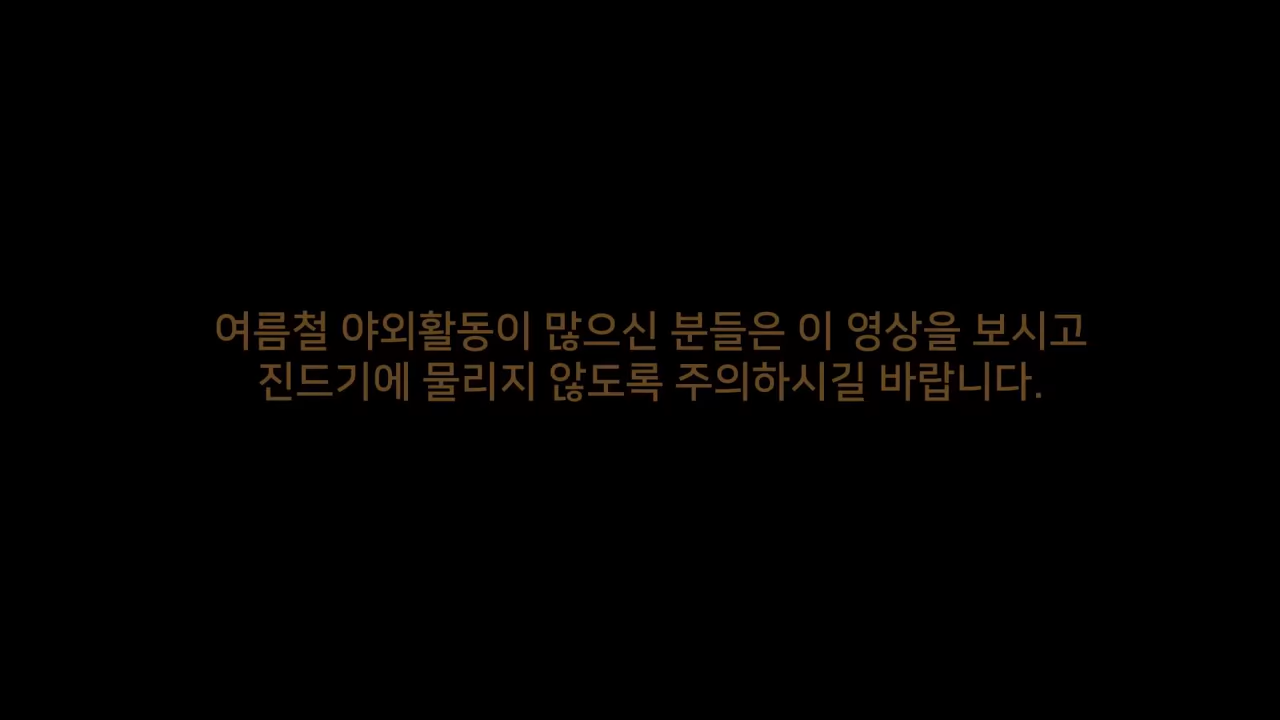 여름철 야외활동이 많으신 분들은 이 영상을 보시고
진드기에 물리지 않도록 주의하시길 바랍니다.